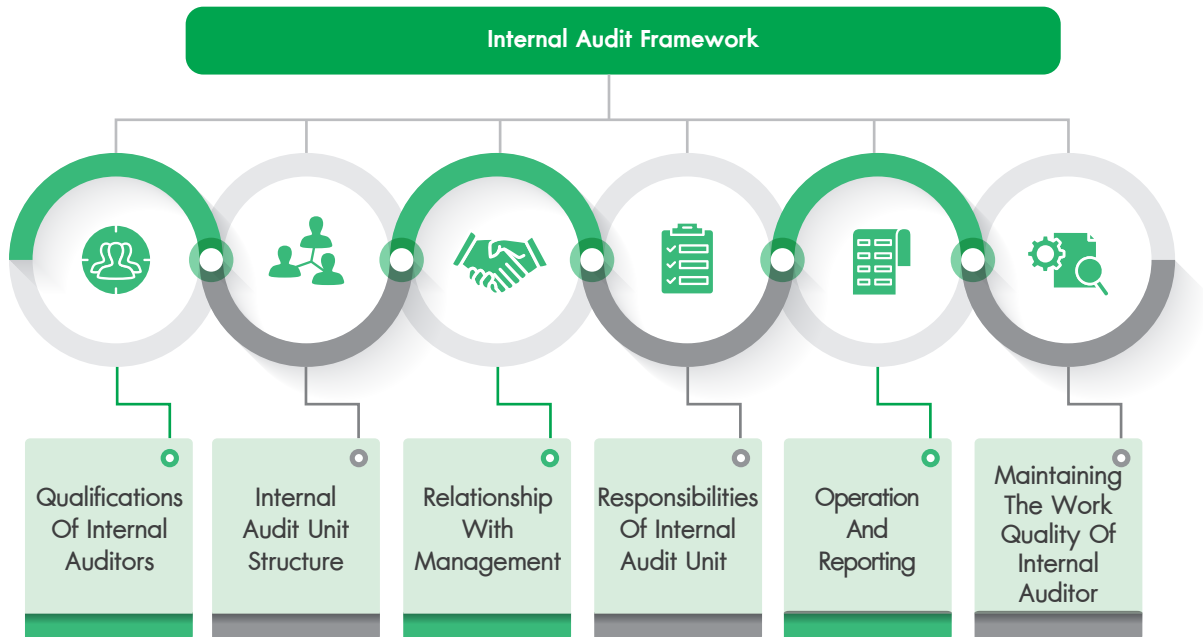 Internal Audit Framework
Qualifications
Of Internal
Auditors
Internal
Audit Unit
Structure
Relationship
With
Management
Responsibilities
Of Internal
Audit Unit
Operation
And
Reporting
Maintaining
The Work
Quality Of
Internal
Auditor